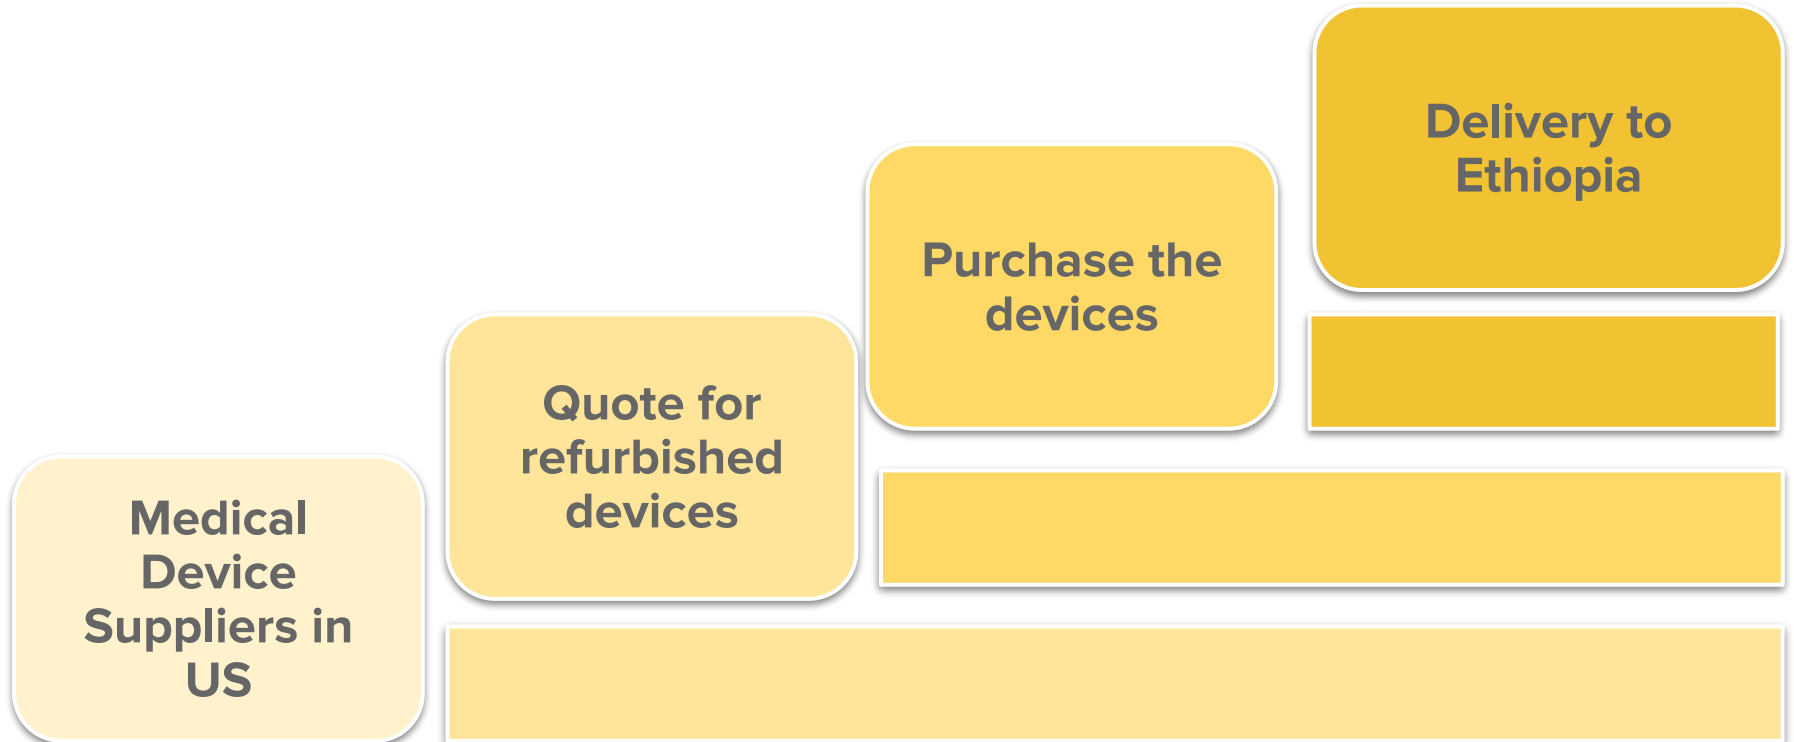 Medical
Device
Suppliers in
US
Quote for
refurbished
devices
Purchase the
devices
Delivery to
Ethiopia